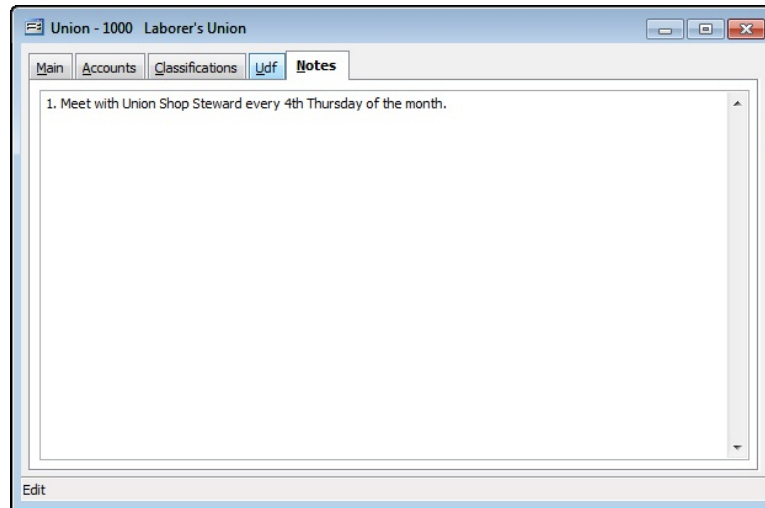 Union - 1000 Laborer's Union
Main Accounts Classifications Udf Notes
1. Meet with Union Shop Steward every 4th Thursday of the month.
Edit